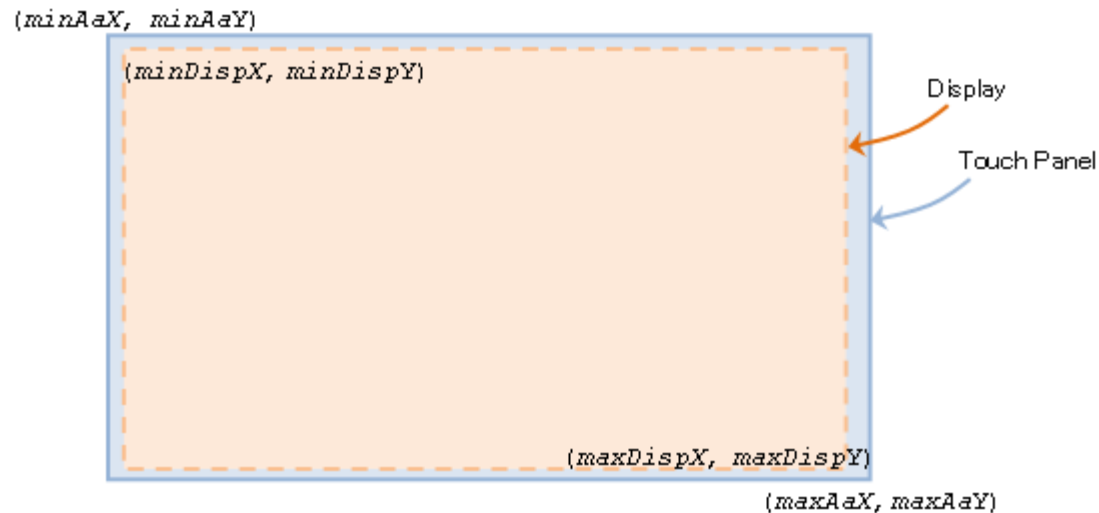 (minAaX, minAaY)
(minDispX, minDispY)
Display
Touch Panel
(maxDispX, maxDispY)
(maxAaX, maxAaY)